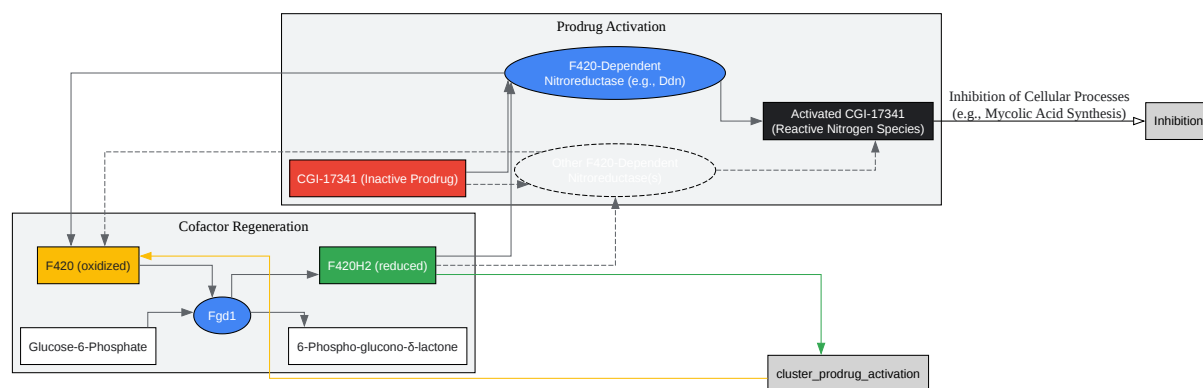 Prodrug Activation
F420-Dependent
Nitroreductase (e.g., Ddn)
Activated CGI-17341
(Reactive Nitrogen Species)
Inhibition of Cellular Processes
(e.g., Mycolic Acid Synthesis)
Inhibition
Other F420-Dependent
Nitroreductase(s)
CGI-17341 (Inactive Prodrug)
Cofactor Regeneration
F420 (oxidized)
F420H2 (reduced)
Fgd1
Glucose-6-Phosphate
6-Phospho-glucono-δ-lactone
cluster_prodrug_activation